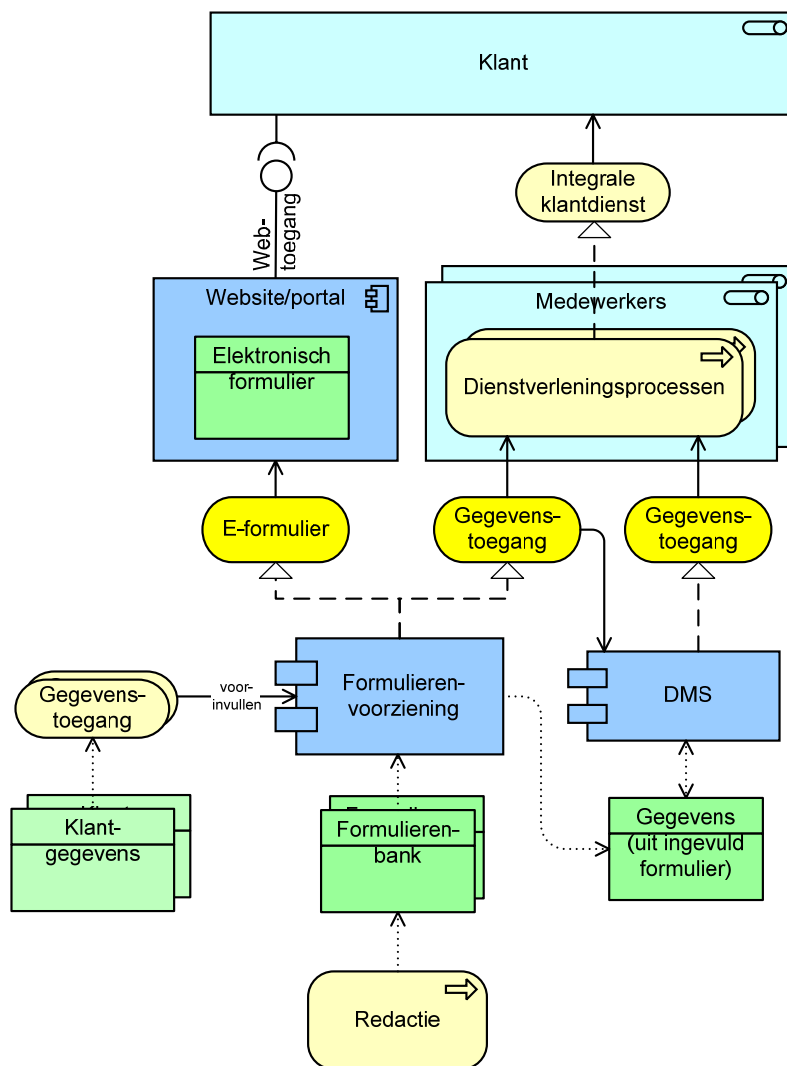 Klant
Integrale
klantdienst
Web-
toegang
Website/portal
Elektronisch
formulier
Medewerkers
Dienstverleningsprocessen
E-formulier
Gegevens-
toegang
Gegevens-
toegang
Gegevens-
toegang
voor-
invullen
Formulieren-
voorziening
DMS
Klant-
gegevens
Formulieren-
bank
Gegevens
(uit ingevuld
formulier)
Redactie